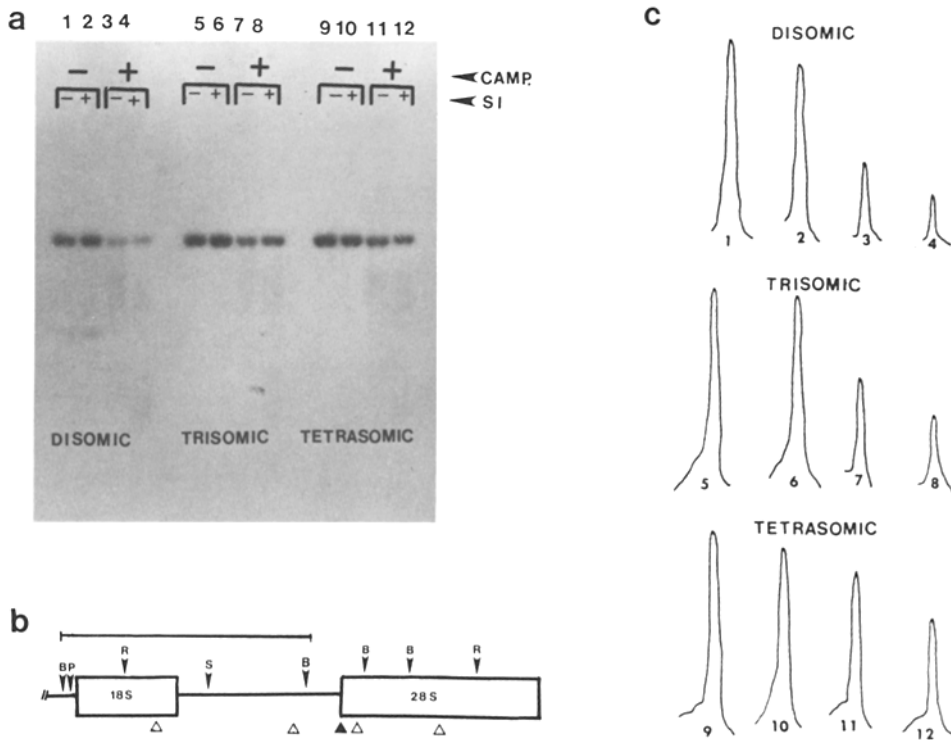 a
1 2 3 4 5 6 7 8 9 10 11 12
− + − + − +
CAMP.
− + − + − + − + − + − +
SI
DISOMIC TRISOMIC TETRASOMIC
b
B P R S B B B R
18S 28S
c
DISOMIC
1 2 3 4
TRISOMIC
5 6 7 8
TETRASOMIC
9 10 11 12